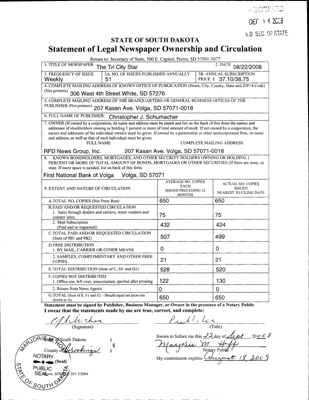 DEC 14 2008
S.D. SEC. OF STATE
STATE OF SOUTH DAKOTA
Statement of Legal Newspaper Ownership and Circulation
Return to: Secretary of State, 500 E. Capitol, Pierre, SD 57501-5077
1. TITLE OF NEWSPAPER The Tri City Star 2. DATE 08/22/2008
3. FREQUENCY OF ISSUE 3A. NO. OF ISSUES PUBLISHED ANNUALLY 3B. ANNUAL SUBSCRIPTION
Weekly 51 PRICE $ 37.10/38.75
4. COMPLETE MAILING ADDRESS OF KNOWN OFFICE OF PUBLICATION (Street, City, County, State and ZIP+4 Code)
(Not printers) 306 West 4th Street White, SD 57276
5. COMPLETE MAILING ADDRESS OF THE HEADQUARTERS OR GENERAL BUSINESS OFFICES OF THE
PUBLISHER (Not printers) 207 Kasan Ave. Volga, SD 57071-0018
6. FULL NAME OF PUBLISHER: Christopher J. Schumacher
7. OWNER (If owned by a corporation, its name and address must be stated and also on the back of this form the names and
addresses of stockholders owning or holding 1 percent or more of total amount of stock. If not owned by a corporation, the
names and addresses of the individual owners must be given. If owned by a partnership or other unincorporated firm, its name
and address, as well as that of each individual must be given.
FULL NAME COMPLETE MAILING ADDRESS
RFD News Group, Inc. 207 Kasan Ave. Volga, SD 57071-0018
8. KNOWN BONDHOLDERS, MORTGAGES, AND OTHER SECURITY HOLDERS OWNING OR HOLDING 1
PERCENT OR MORE OF TOTAL AMOUNT OF BONDS, MORTGAGES OR OTHER SECURITIES (If there are none, so
state. If more space is needed, list on back of this form.
First National Bank of Volga Volga, SD 57071
9. EXTENT AND NATURE OF CIRCULATION
AVERAGE NO. COPIES
EACH
ISSUED PRECEDING 12
MONTHS
ACTUAL NO. COPIES
ISSUED
NEAREST TO FILING DATE
A. TOTAL NO. COPIES (Net Press Run) 650 650
B. PAID AND/OR REQUESTED CIRCULATION
1. Sales through dealers and carriers, street vendors and
counter sales. 75 75
2. Mail Subscription
(Paid and or requested) 432 424
C. TOTAL PAID AND/OR REQUESTED CIRCULATION
(Sum of 9B1 and 9B2) 507 499
D. FREE DISTRIBUTION
1. BY MAIL, CARRIER OR OTHER MEANS 0 0
2. SAMPLES, COMPLIMENTARY AND OTHER FREE
COPIES 21 21
E. TOTAL DISTRIBUTION (Sum of C, D1 and D2) 528 520
F. COPIES NOT DISTRIBUTED
1. Office use, left over, unaccounted, spoiled after printing 122 130
2. Return from News Agents 0 0
G. TOTAL (Sum of E, F1 and F2 - Should equal net press run
shown in A) 650 650
Statement must be signed by Publisher, Business Manager, or Owner in the presence of a Notary Public
I swear that the statements made by me are true, correct, and complete:
Publisher
(Signature) (Title)
State of South Dakota
County of Brookings
(Seal)
Sworn to before me this 22 day of Sept 2008
Marjorie M
Notary Public
My commission expires: August 18, 2009
NOTARY
PUBLIC
SEAL
SOUTH DAKOTA